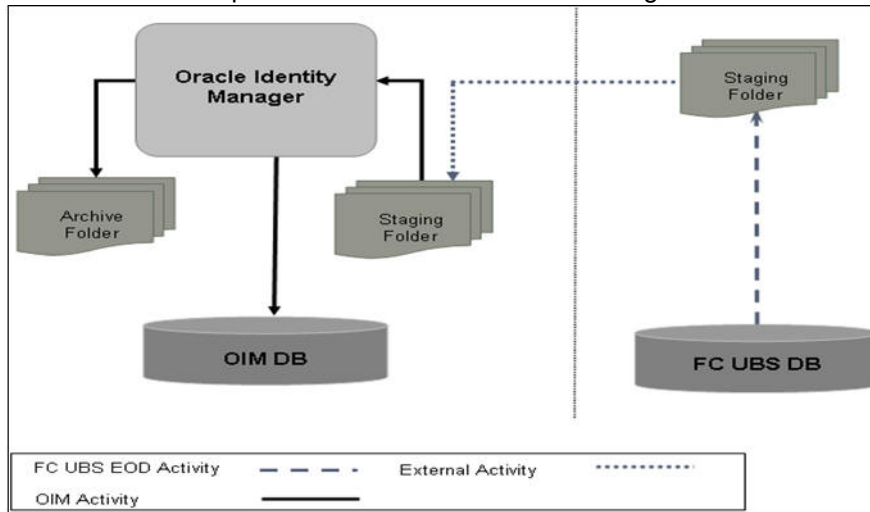 Oracle Identity
Manager
Staging
Folder
Archive
Folder
Staging
Folder
OIM DB
FC UBS DB
FC UBS EOD Activity
External Activity
OIM Activity